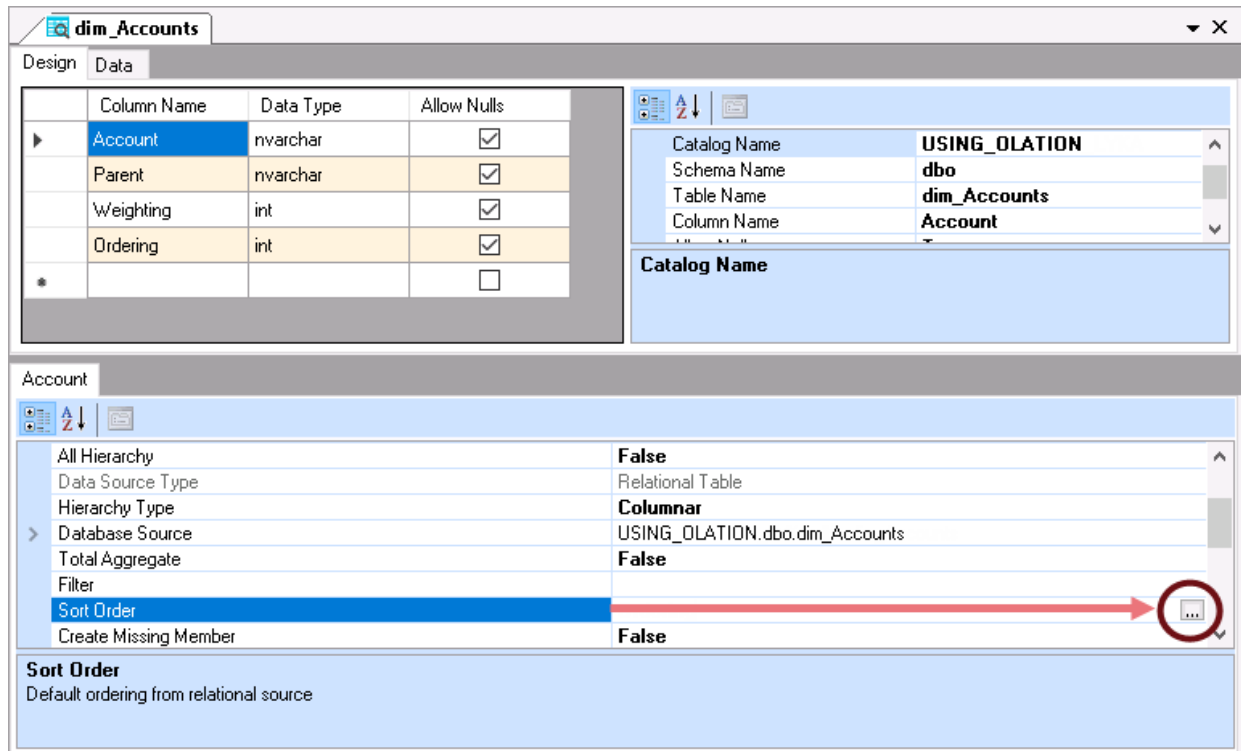 dim_Accounts
Design Data
Column Name Data Type Allow Nulls
Account nvarchar
Parent nvarchar
Weighting int
Ordering int
Catalog Name USING_OLATION
Schema Name dbo
Table Name dim_Accounts
Column Name Account
Catalog Name
Account
All Hierarchy False
Data Source Type Relational Table
Hierarchy Type Columnar
Database Source USING_OLATION.dbo.dim_Accounts
Total Aggregate False
Filter
Sort Order ...
Create Missing Member False
Sort Order
Default ordering from relational source